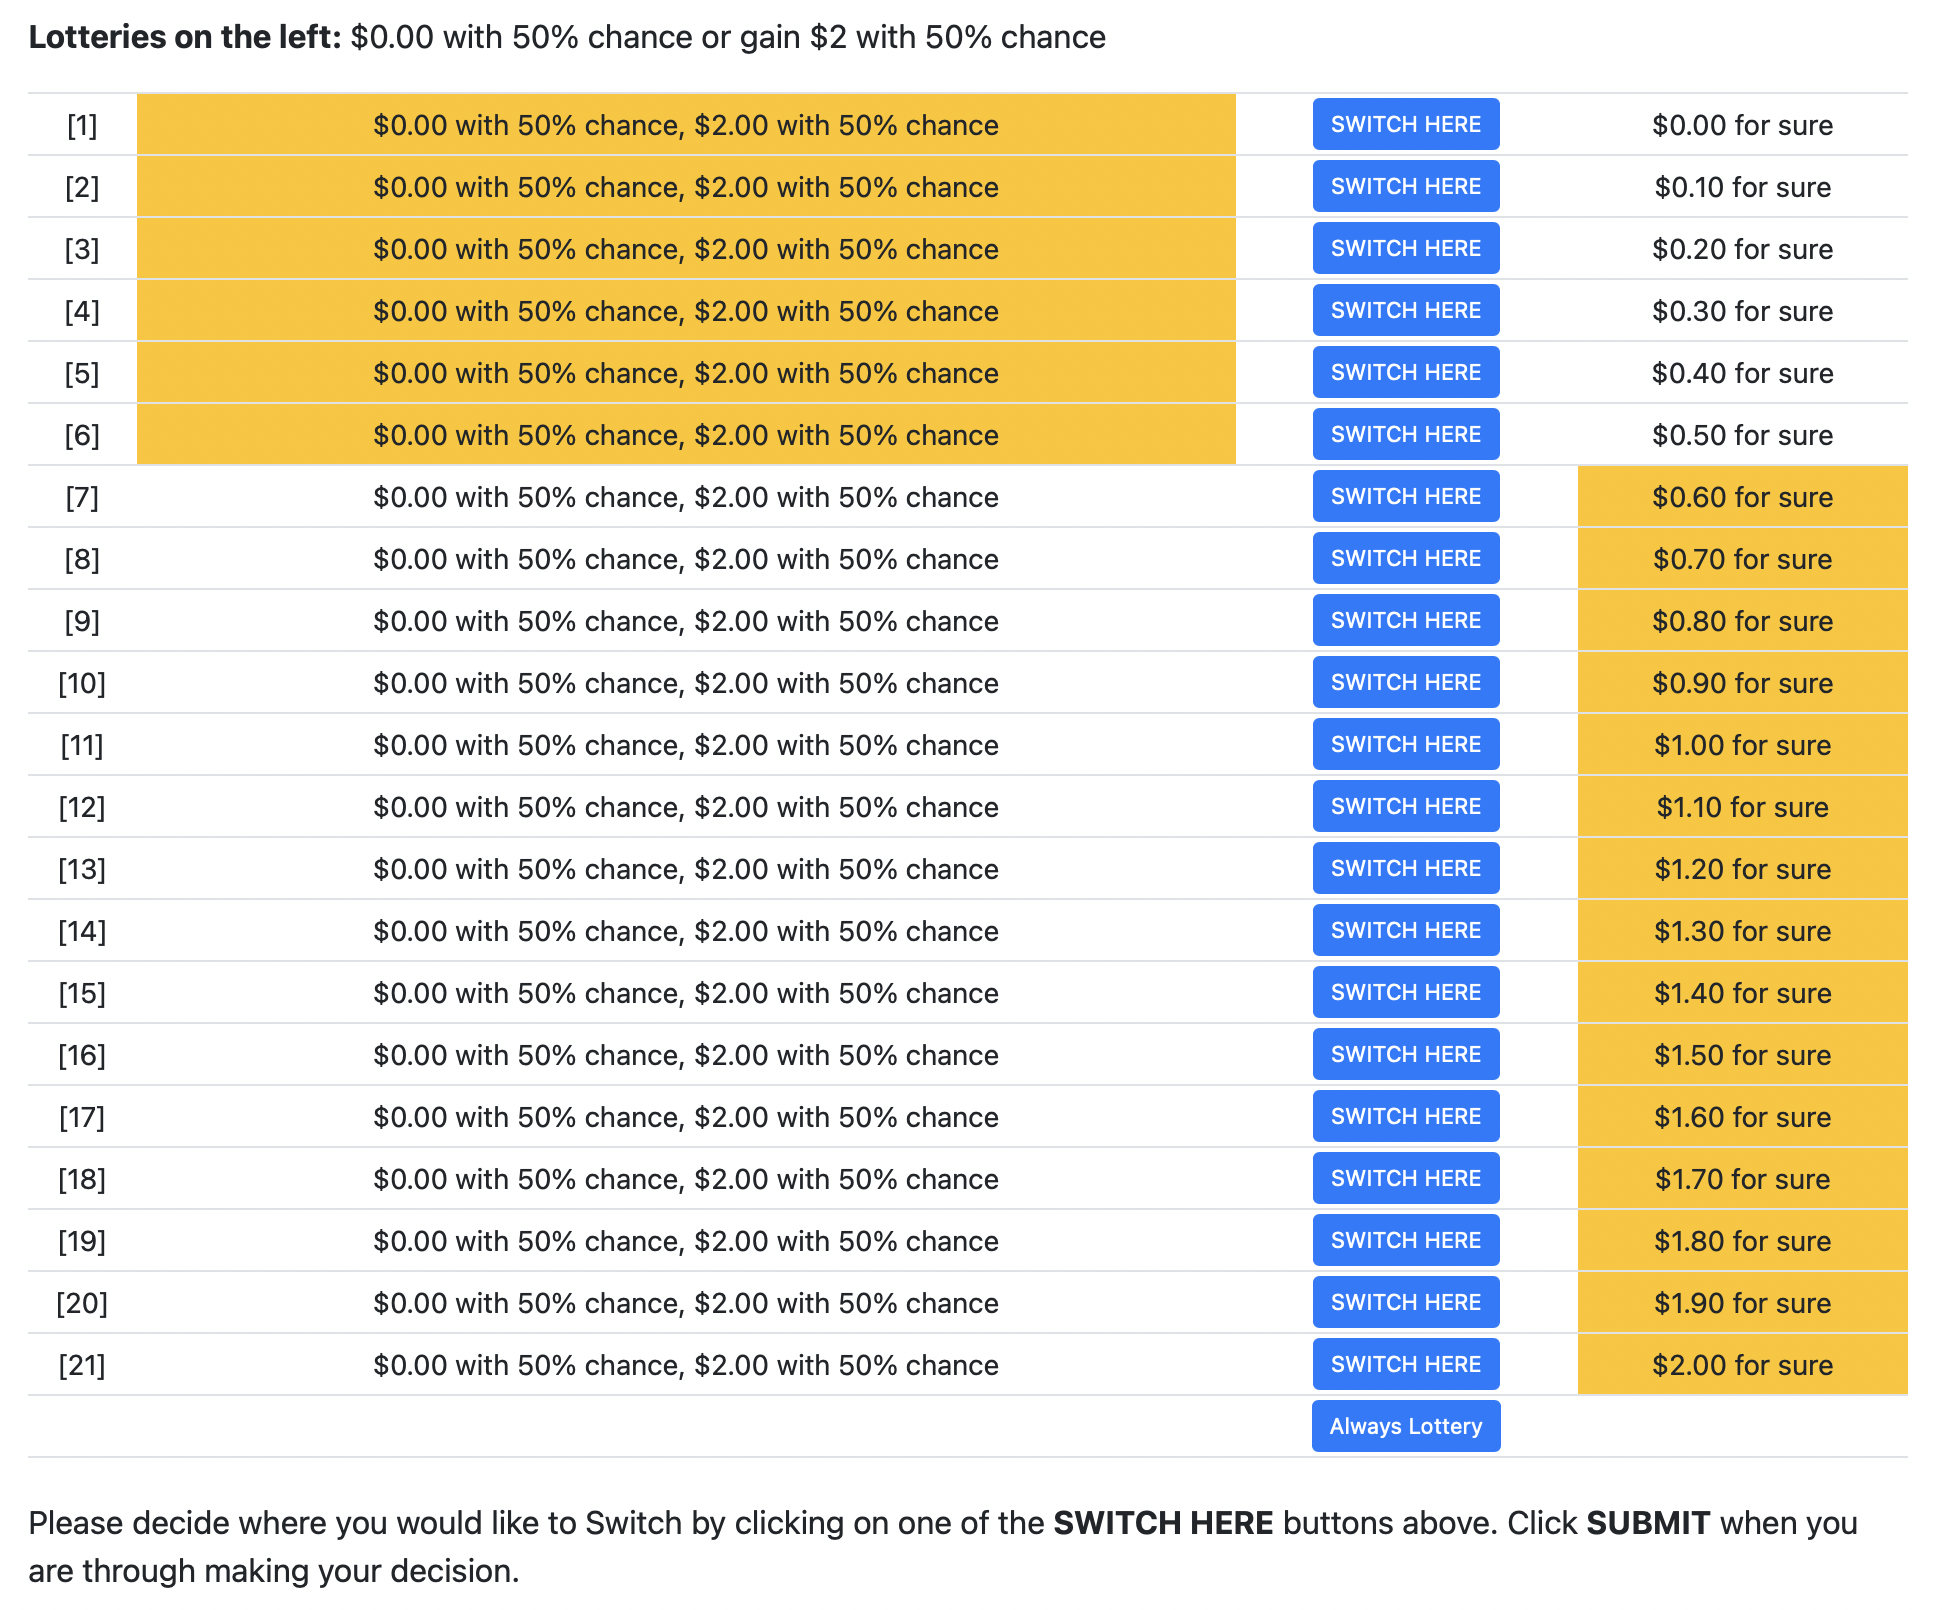 Lotteries on the left: $0.00 with 50% chance or gain $2 with 50% chance
[1] $0.00 with 50% chance, $2.00 with 50% chance SWITCH HERE $0.00 for sure
[2] $0.00 with 50% chance, $2.00 with 50% chance SWITCH HERE $0.10 for sure
[3] $0.00 with 50% chance, $2.00 with 50% chance SWITCH HERE $0.20 for sure
[4] $0.00 with 50% chance, $2.00 with 50% chance SWITCH HERE $0.30 for sure
[5] $0.00 with 50% chance, $2.00 with 50% chance SWITCH HERE $0.40 for sure
[6] $0.00 with 50% chance, $2.00 with 50% chance SWITCH HERE $0.50 for sure
[7] $0.00 with 50% chance, $2.00 with 50% chance SWITCH HERE $0.60 for sure
[8] $0.00 with 50% chance, $2.00 with 50% chance SWITCH HERE $0.70 for sure
[9] $0.00 with 50% chance, $2.00 with 50% chance SWITCH HERE $0.80 for sure
[10] $0.00 with 50% chance, $2.00 with 50% chance SWITCH HERE $0.90 for sure
[11] $0.00 with 50% chance, $2.00 with 50% chance SWITCH HERE $1.00 for sure
[12] $0.00 with 50% chance, $2.00 with 50% chance SWITCH HERE $1.10 for sure
[13] $0.00 with 50% chance, $2.00 with 50% chance SWITCH HERE $1.20 for sure
[14] $0.00 with 50% chance, $2.00 with 50% chance SWITCH HERE $1.30 for sure
[15] $0.00 with 50% chance, $2.00 with 50% chance SWITCH HERE $1.40 for sure
[16] $0.00 with 50% chance, $2.00 with 50% chance SWITCH HERE $1.50 for sure
[17] $0.00 with 50% chance, $2.00 with 50% chance SWITCH HERE $1.60 for sure
[18] $0.00 with 50% chance, $2.00 with 50% chance SWITCH HERE $1.70 for sure
[19] $0.00 with 50% chance, $2.00 with 50% chance SWITCH HERE $1.80 for sure
[20] $0.00 with 50% chance, $2.00 with 50% chance SWITCH HERE $1.90 for sure
[21] $0.00 with 50% chance, $2.00 with 50% chance SWITCH HERE $2.00 for sure
Always Lottery
Please decide where you would like to Switch by clicking on one of the SWITCH HERE buttons above. Click SUBMIT when you
are through making your decision.